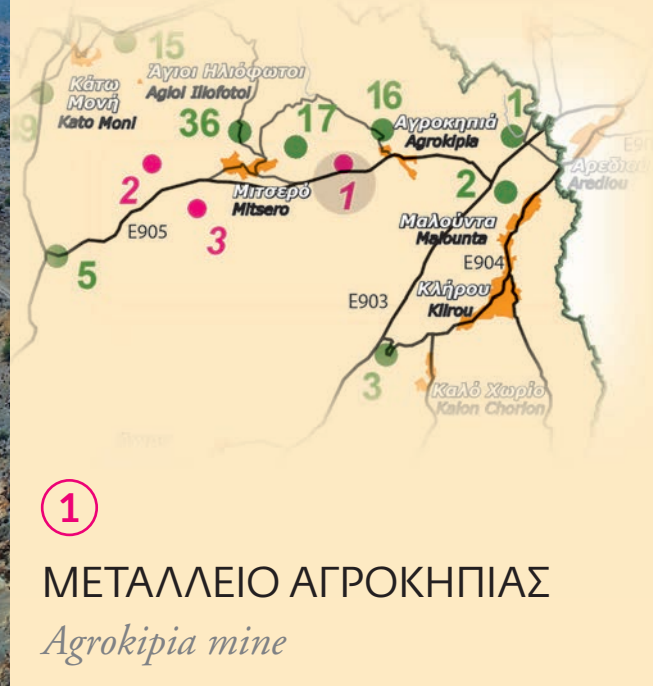 15
Άγιοι Ηλιόφωτοι
Agioi Iliofotoi
Κάτω
Μονή
Kato Moni
36
17
16
Αγροκηπιά
Agrokipia
1
2
Μιτσερό
Mitsero
1
2
3
E905
5
Μαλούντα
Malounta
E904
E903
Κλήρου
Klirou
3
Καλό Χωρίο
Kalon Chorion
Arediou
1
ΜΕΤΑΛΛΕΙΟ ΑΓΡΟΚΗΠΙΑΣ
Agrokipia mine